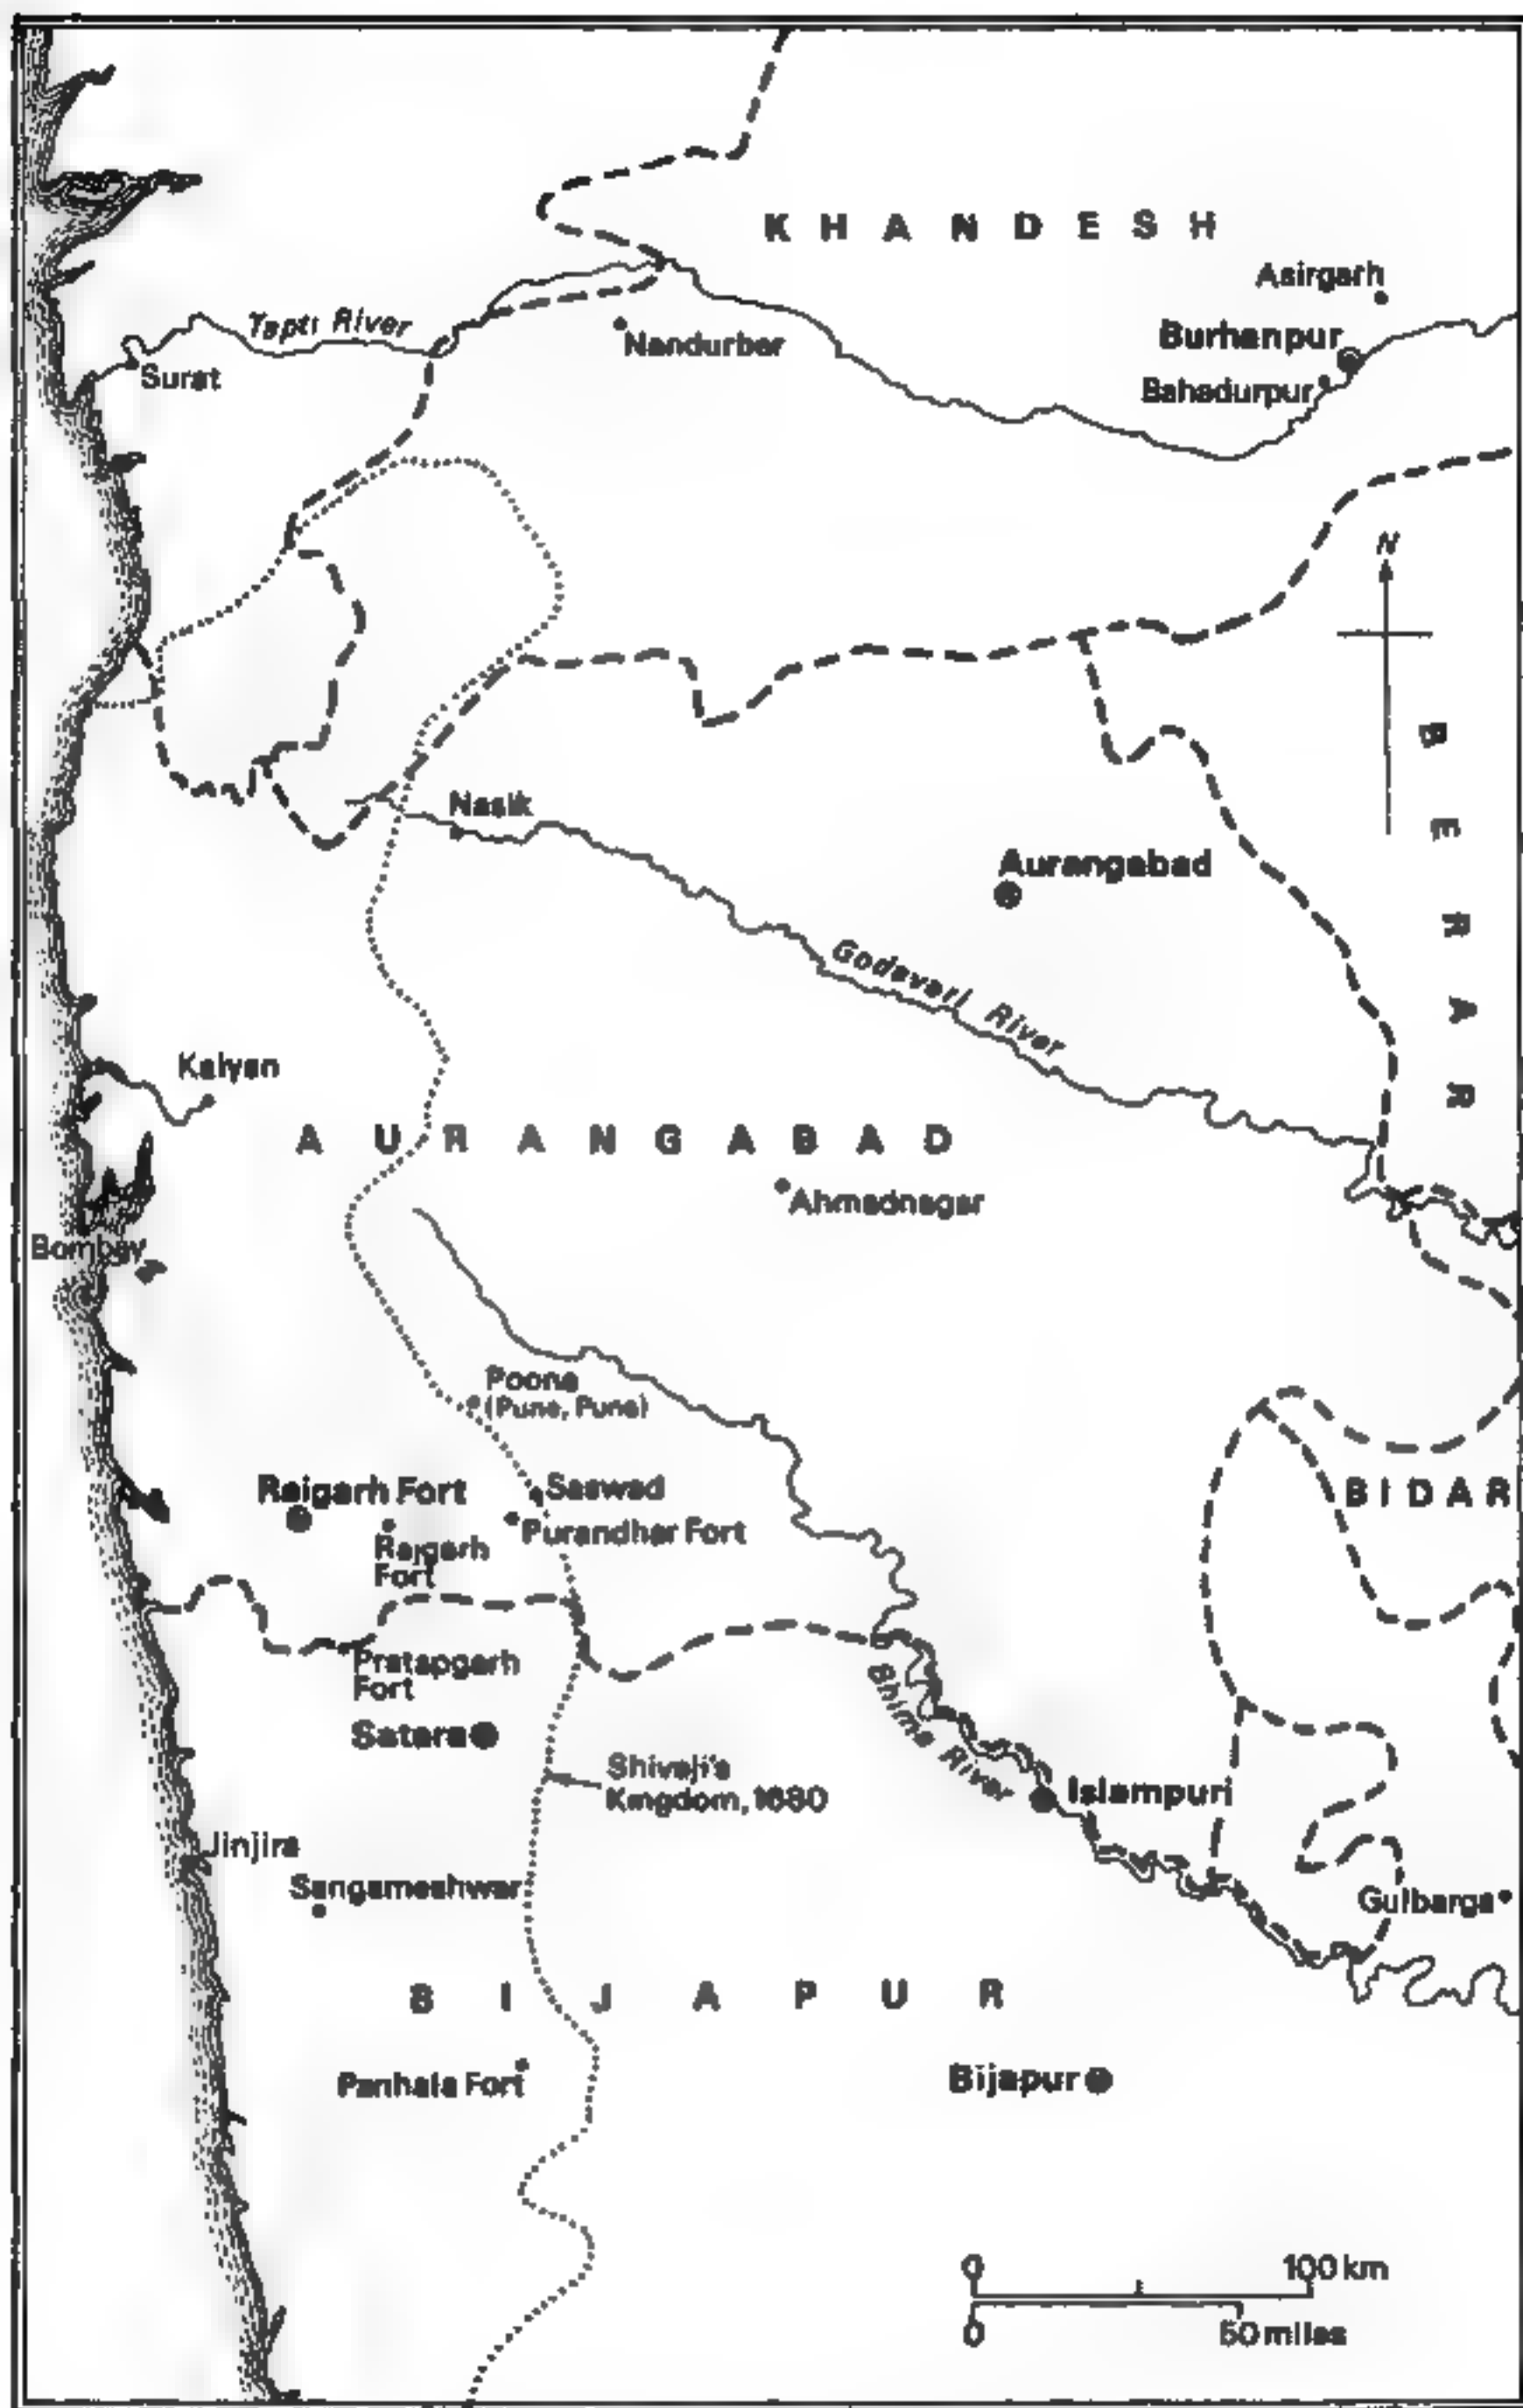 KHANDESH
Asirgarh
Tapti River
Burhanpur
Nandurbar
Surat
Bahadurpur
N
BERAR
Nasik
Aurangabad
Godavari River
Kalyan
AURANGABAD
Ahmadnagar
Bombay
Poona
(Pune, Puna)
Raigarh Fort
Saswad
BIDAR
Purandhar Fort
Rajgarh
Fort
Pratapgarh
Fort
Bhima River
Satara
Shivaji's
Kingdom, 1680
Islampuri
Jinjira
Sangameshwar
Gulbarga
BIJAPUR
Panhala Fort
Bijapur
0 100 km
0 50 miles